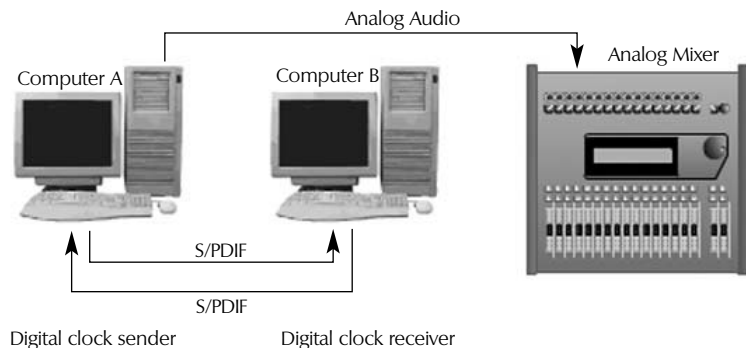 Analog Audio
Analog Mixer
Computer A
Computer B
S/PDIF
S/PDIF
Digital clock sender
Digital clock receiver